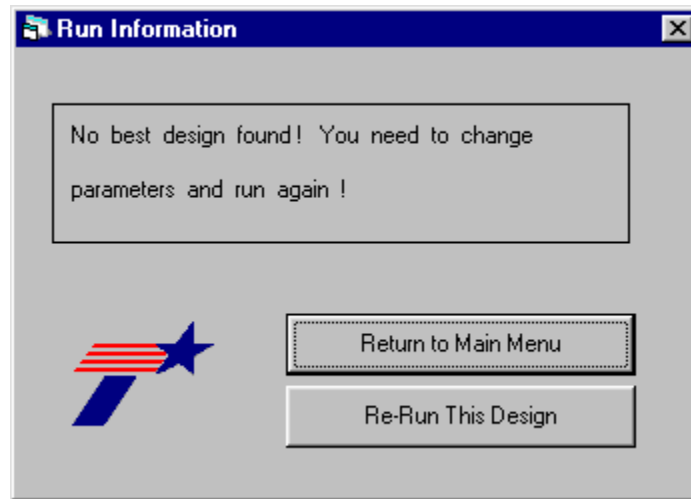 Run Information
No best design found! You need to change
parameters and run again !
Return to Main Menu
Re-Run This Design